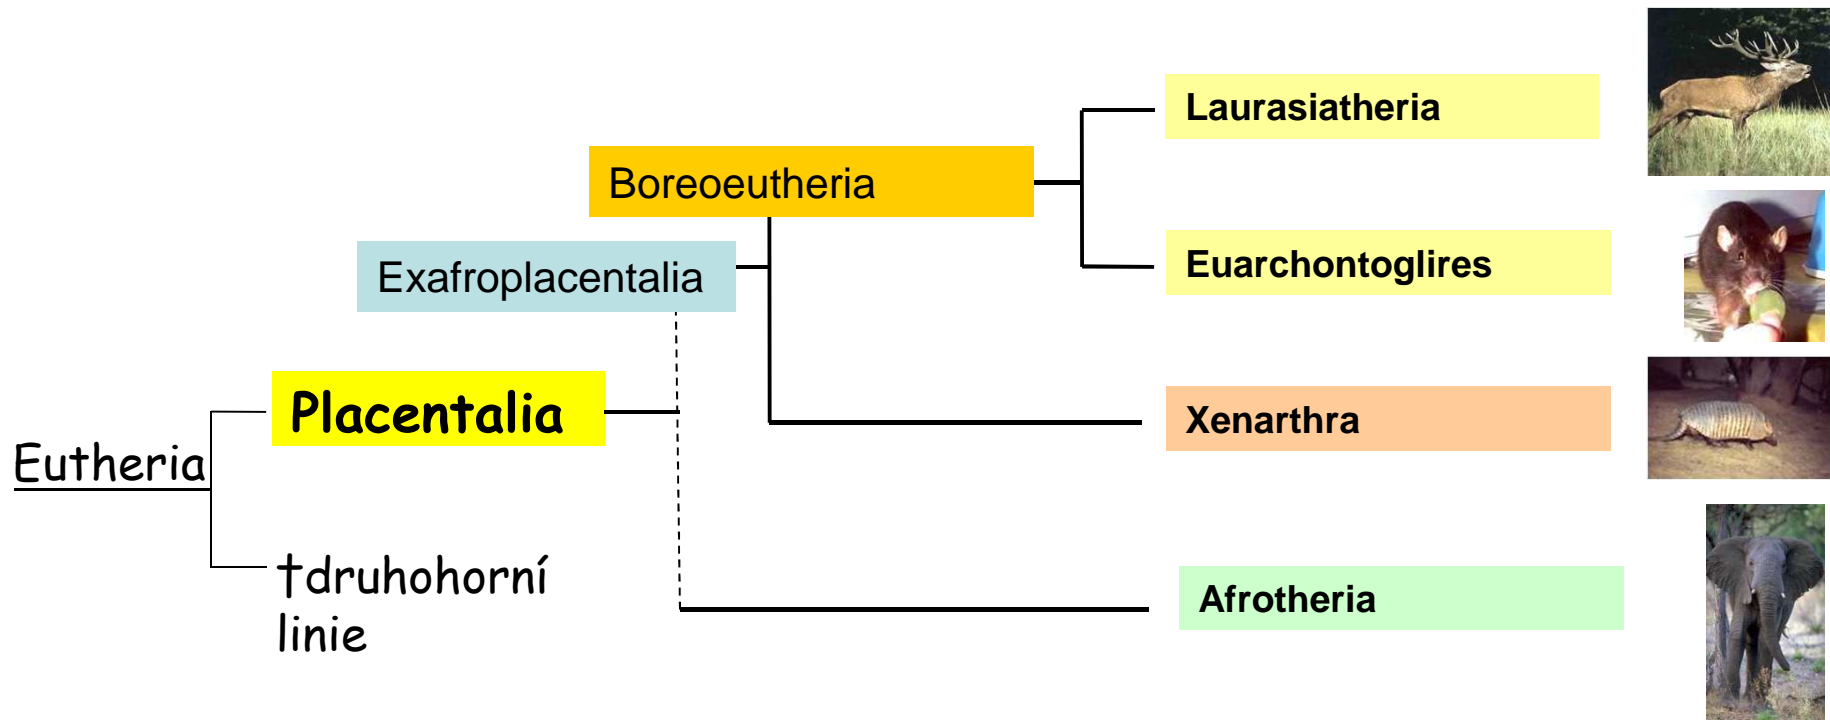 Laurasiatheria
Boreoeutheria
Exafroplacentalia
Euarchontoglires
Placentalia
Xenarthra
Eutheria
†druhohorní
linie
Afrotheria